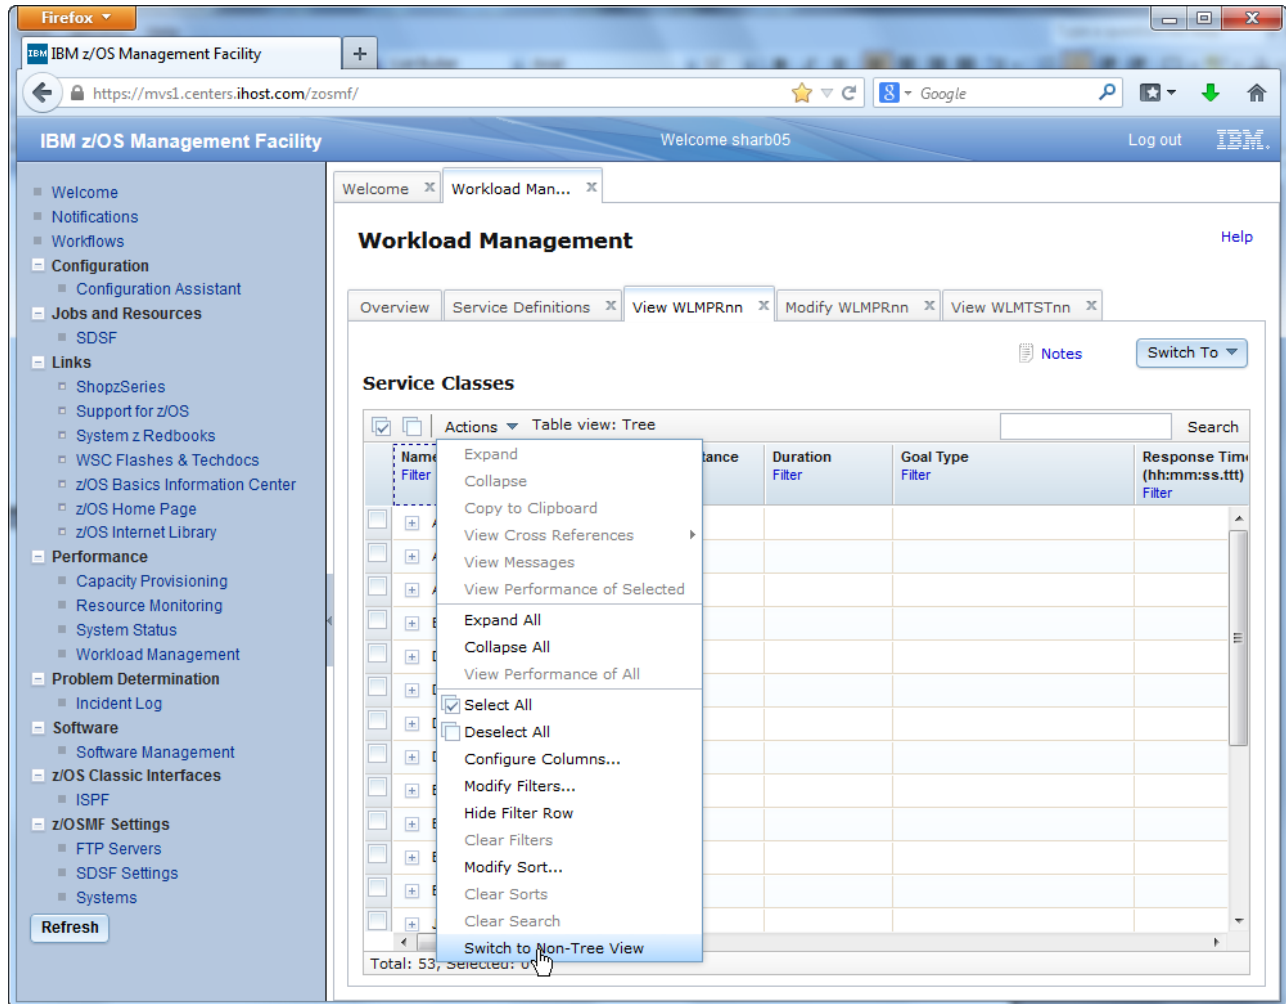 Firefox
IBM IBM z/OS Management Facility
https://mvs1.centers.ihost.com/zosmf/
8 Google
IBM z/OS Management Facility
Welcome sharb05
Log out
IBM.
Welcome
Notifications
Workflows
Configuration
Configuration Assistant
Jobs and Resources
SDSF
Links
ShopzSeries
Support for z/OS
System z Redbooks
WSC Flashes & Techdocs
z/OS Basics Information Center
z/OS Home Page
z/OS Internet Library
Performance
Capacity Provisioning
Resource Monitoring
System Status
Workload Management
Problem Determination
Incident Log
Software
Software Management
z/OS Classic Interfaces
ISPF
z/OSMF Settings
FTP Servers
SDSF Settings
Systems
Refresh
Welcome X Workload Man... X
Workload Management
Help
Overview Service Definitions X View WLMPRnn X Modify WLMPRnn X View WLMTSTnn X
Notes
Switch To
Service Classes
Actions Table view: Tree
Search
Name
Filter
tance
Duration
Filter
Goal Type
Filter
Response Time
(hh:mm:ss.ttt)
Filter
Expand
Collapse
Copy to Clipboard
View Cross References
View Messages
View Performance of Selected
Expand All
Collapse All
View Performance of All
Select All
Deselect All
Configure Columns...
Modify Filters...
Hide Filter Row
Clear Filters
Modify Sort...
Clear Sorts
Clear Search
Switch to Non-Tree View
Total: 53, Selected: 0